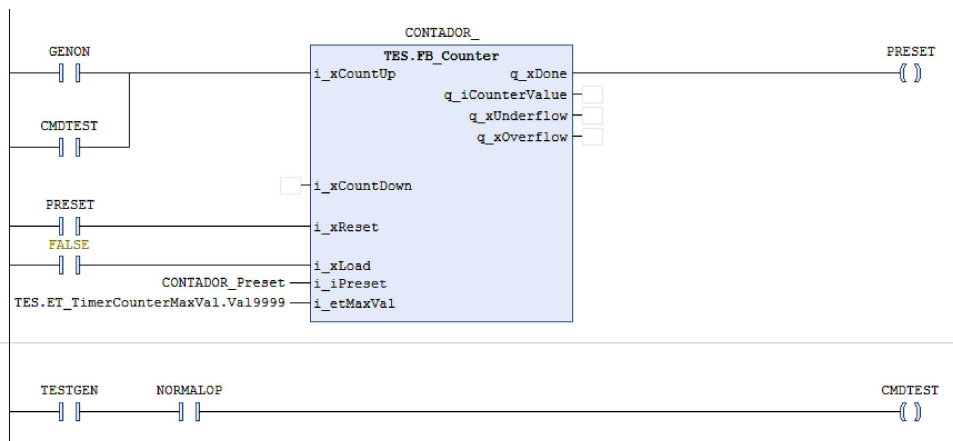 CONTADOR_
GENON
TES.FB_Counter
PRESET
i_xCountUp
q_xDone
q_iCounterValue
q_xUnderflow
CMDTEST
q_xOverflow
i_xCountDown
PRESET
i_xReset
FALSE
i_xLoad
CONTADOR_Preset
i_iPreset
TES.ET_TimerCounterMaxVal.Val9999
i_etMaxVal
TESTGEN
NORMALOP
CMDTEST